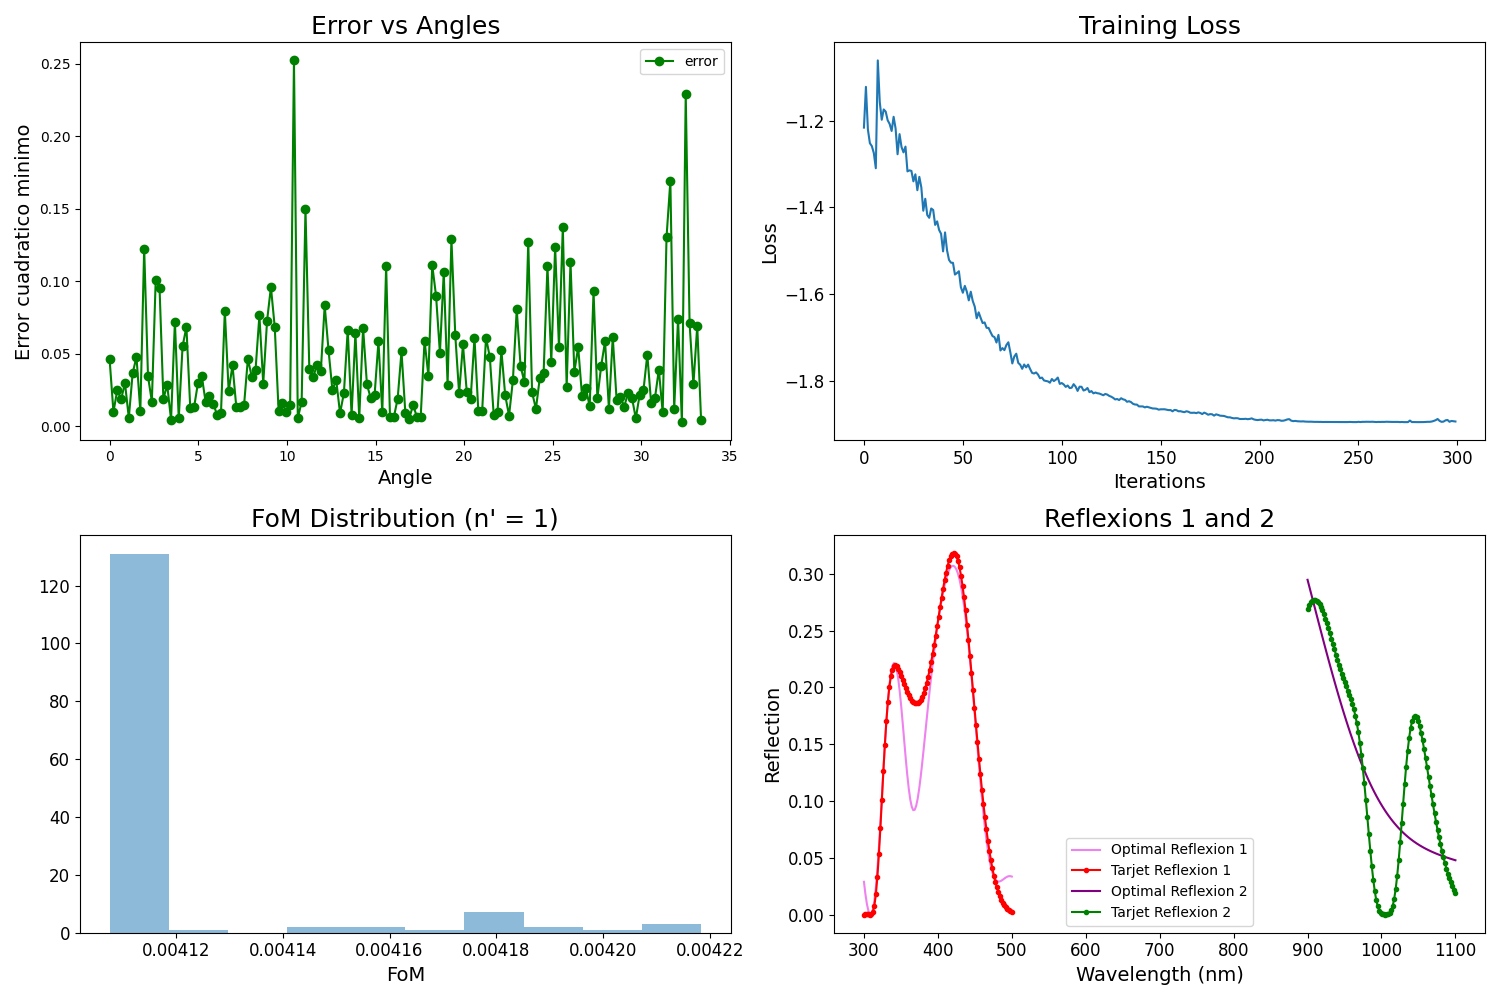 Error vs Angles
error
0.25
0.20
0.15
0.10
0.05
0.00
Error cuadratico minimo
0 5 10 15 20 25 30 35
Angle
Training Loss
−1.2
−1.4
−1.6
−1.8
Loss
0 50 100 150 200 250 300
Iterations
FoM Distribution (n' = 1)
120
100
80
60
40
20
0
0.00412 0.00414 0.00416 0.00418 0.00420 0.00422
FoM
Reflexions 1 and 2
0.30
0.25
0.20
0.15
0.10
0.05
0.00
Reflection
Optimal Reflexion 1
Tarjet Reflexion 1
Optimal Reflexion 2
Tarjet Reflexion 2
300 400 500 600 700 800 900 1000 1100
Wavelength (nm)